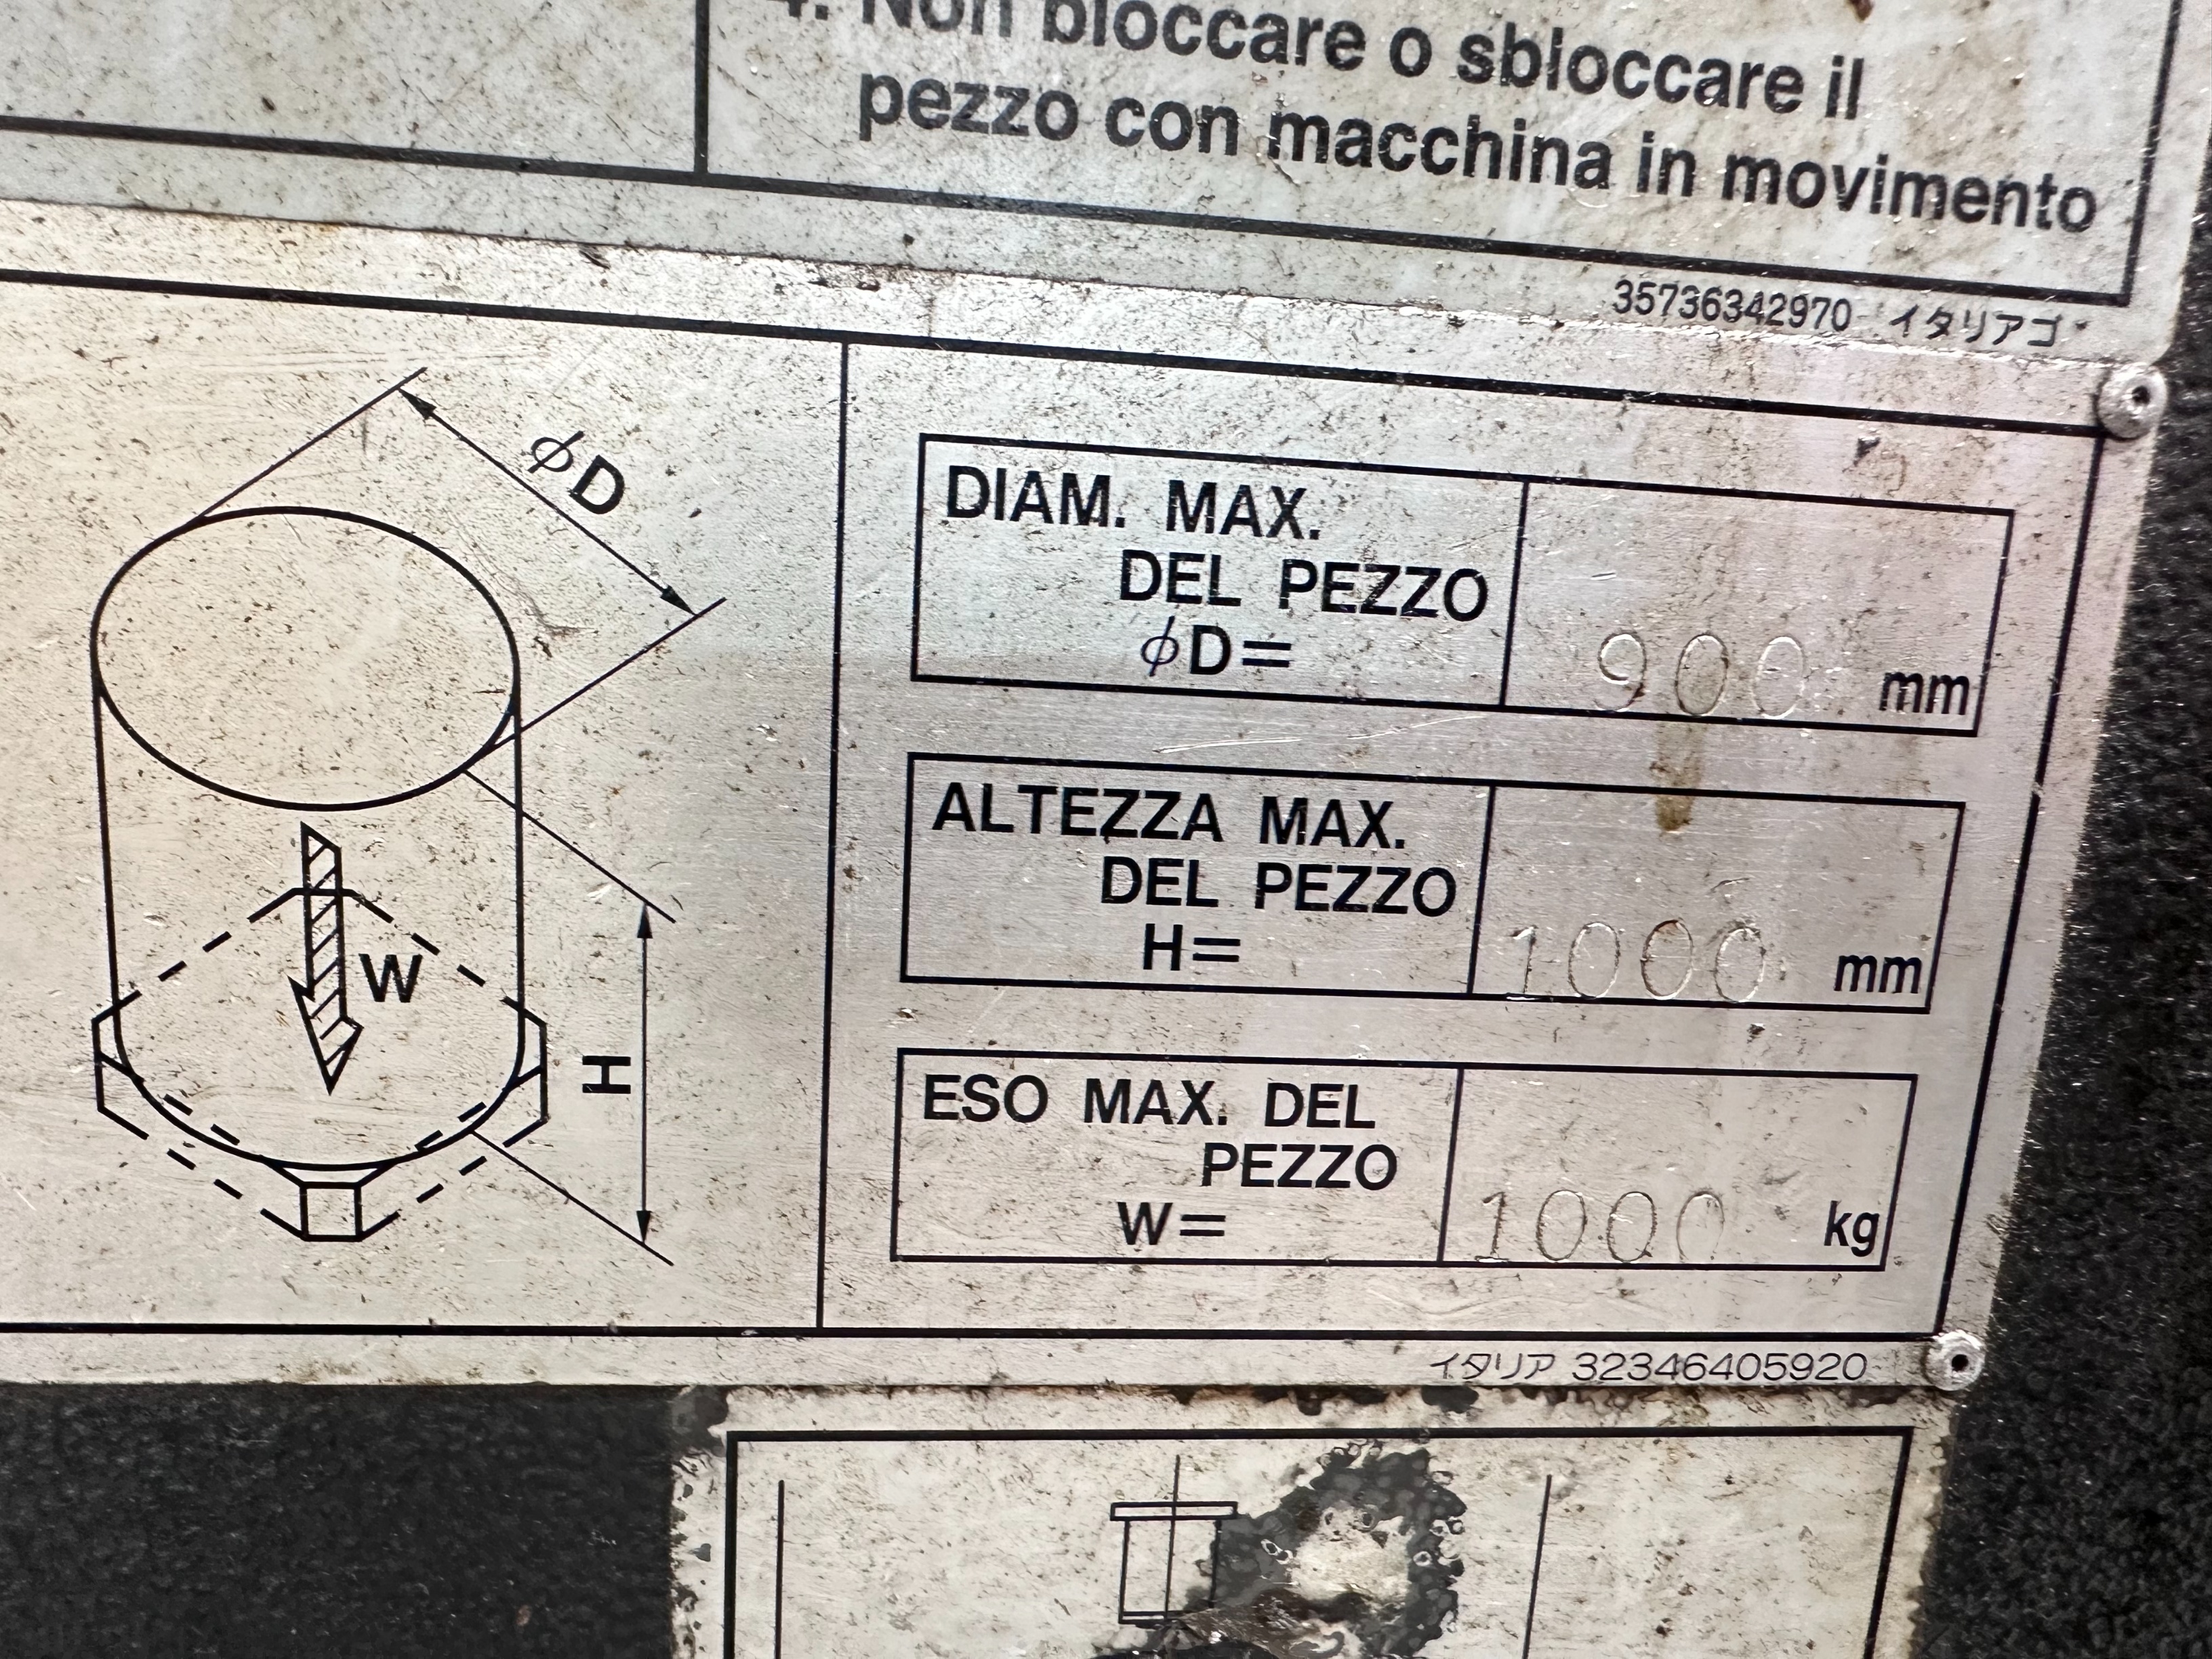 4. Non bloccare o sbloccare il
pezzo con macchina in movimento
35736342970 イタリアゴ
φD
W
H
DIAM. MAX.
DEL PEZZO
φD= 900 mm
ALTEZZA MAX.
DEL PEZZO
H= 1000 mm
ESO MAX. DEL
PEZZO
W= 1000 kg
イタリア 32346405920